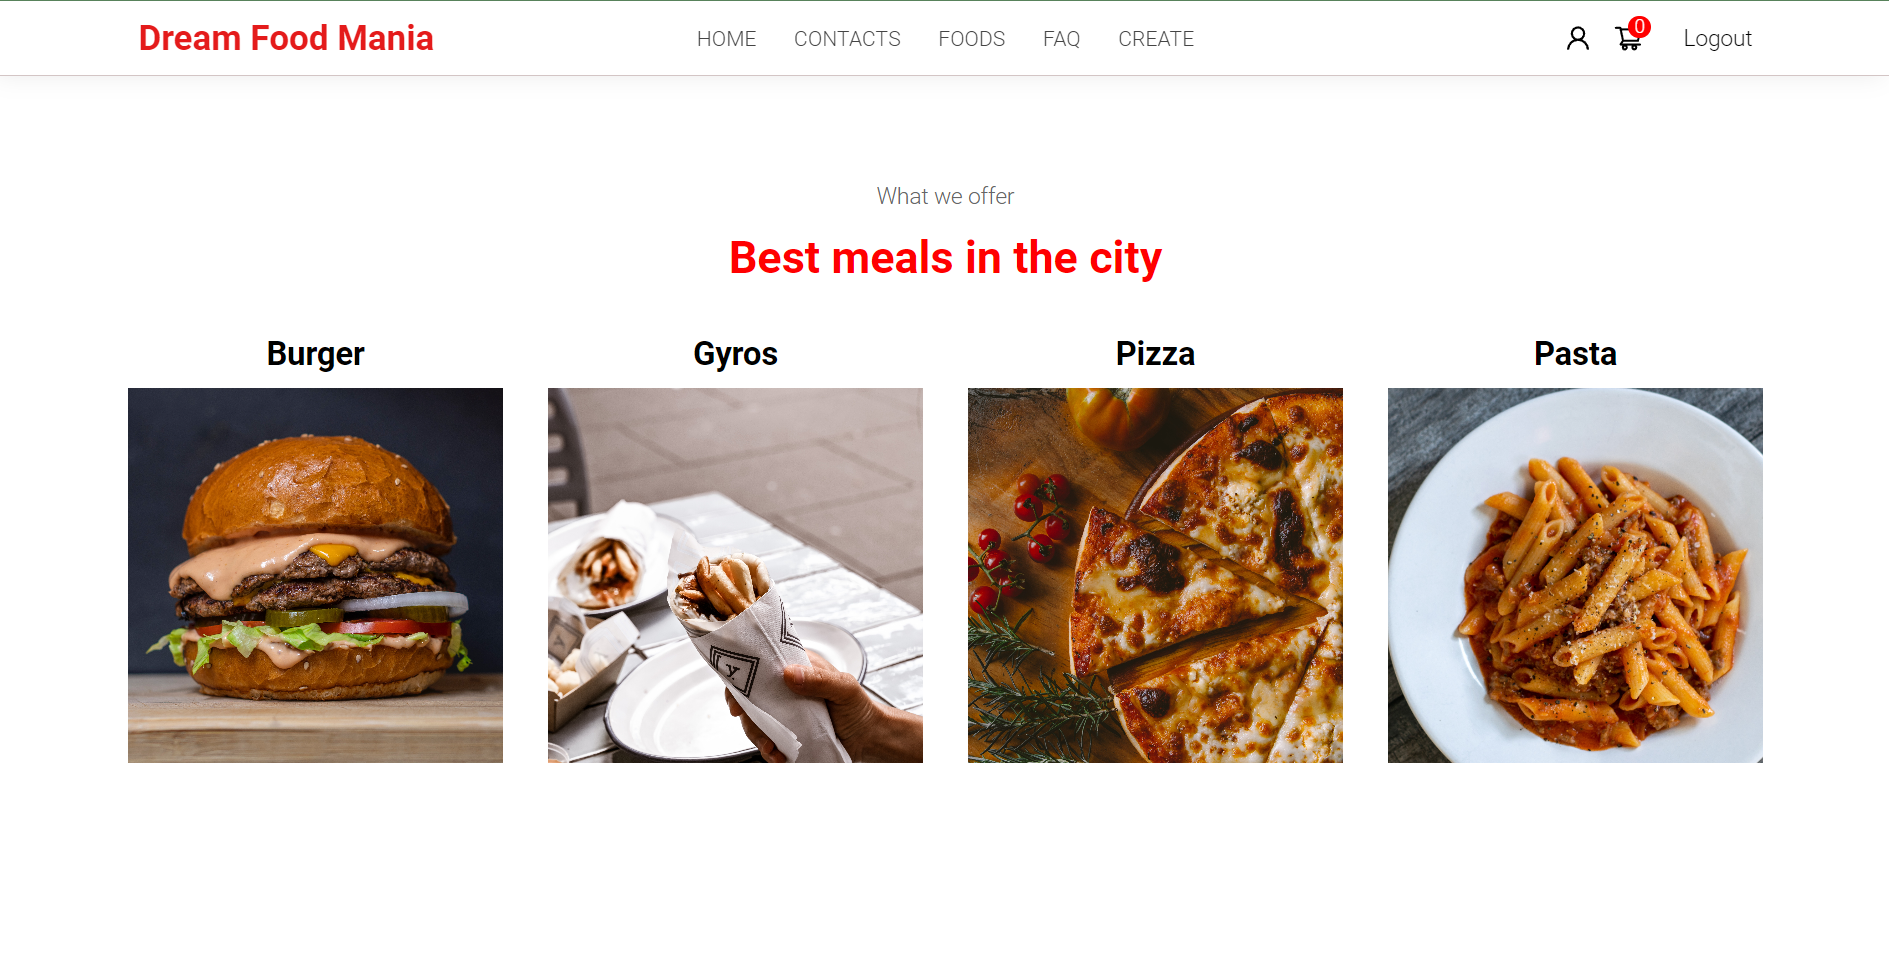 Dream Food Mania
HOME CONTACTS FOODS FAQ CREATE
0
Logout
What we offer
Best meals in the city
Burger Gyros Pizza Pasta
y.